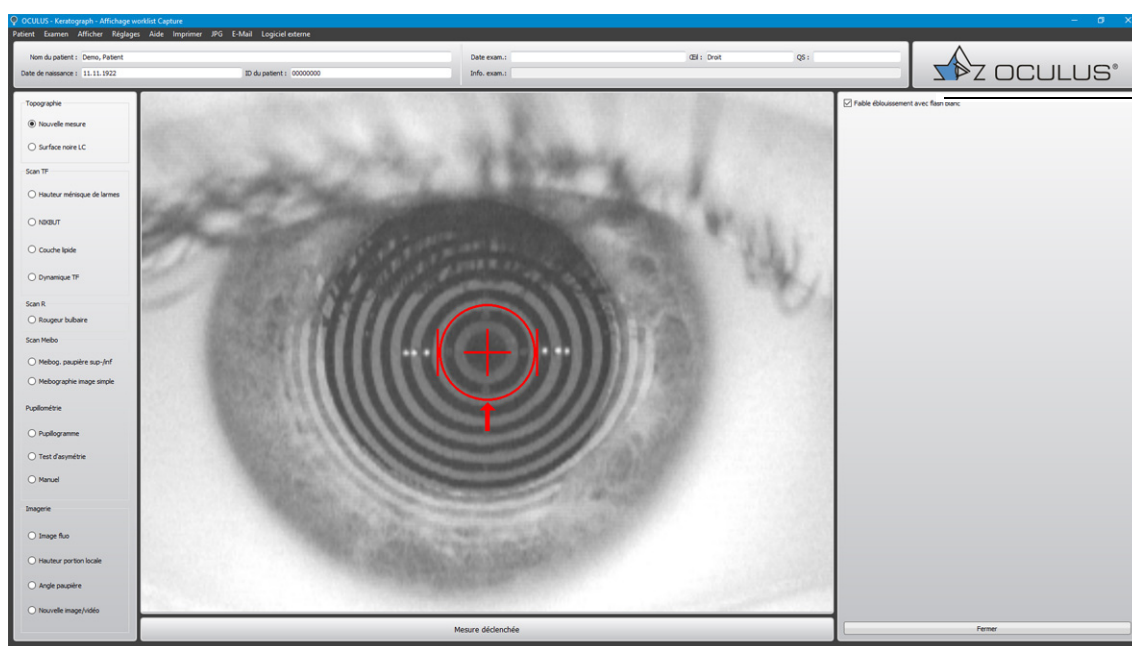 OCULUS - Keratograph - Affichage worklist Capture
Patient Examen Afficher Réglages Aide Imprimer JPG E-Mail Logiciel externe
Nom du patient : Demo, Patient
Date exam.: Œil : Droit QS :
Date de naissance : 11.11.1922 ID du patient : 00000000
Info. exam.:
OCULUS®
Topographie
Nouvelle mesure
Surface noire LC
Scan TF
Hauteur ménisque de larmes
NIKBUT
Couche lipide
Dynamique TF
Scan R
Rougeur bulbaire
Scan Meibo
Meibog. paupière sup-/inf
Meibographie image simple
Pupillométrie
Pupillogramme
Test d'asymétrie
Manuel
Imagerie
Image fluo
Hauteur portion locale
Angle paupière
Nouvelle image/vidéo
Faible éblouissement avec flash blanc
Mesure déclenchée
Fermer